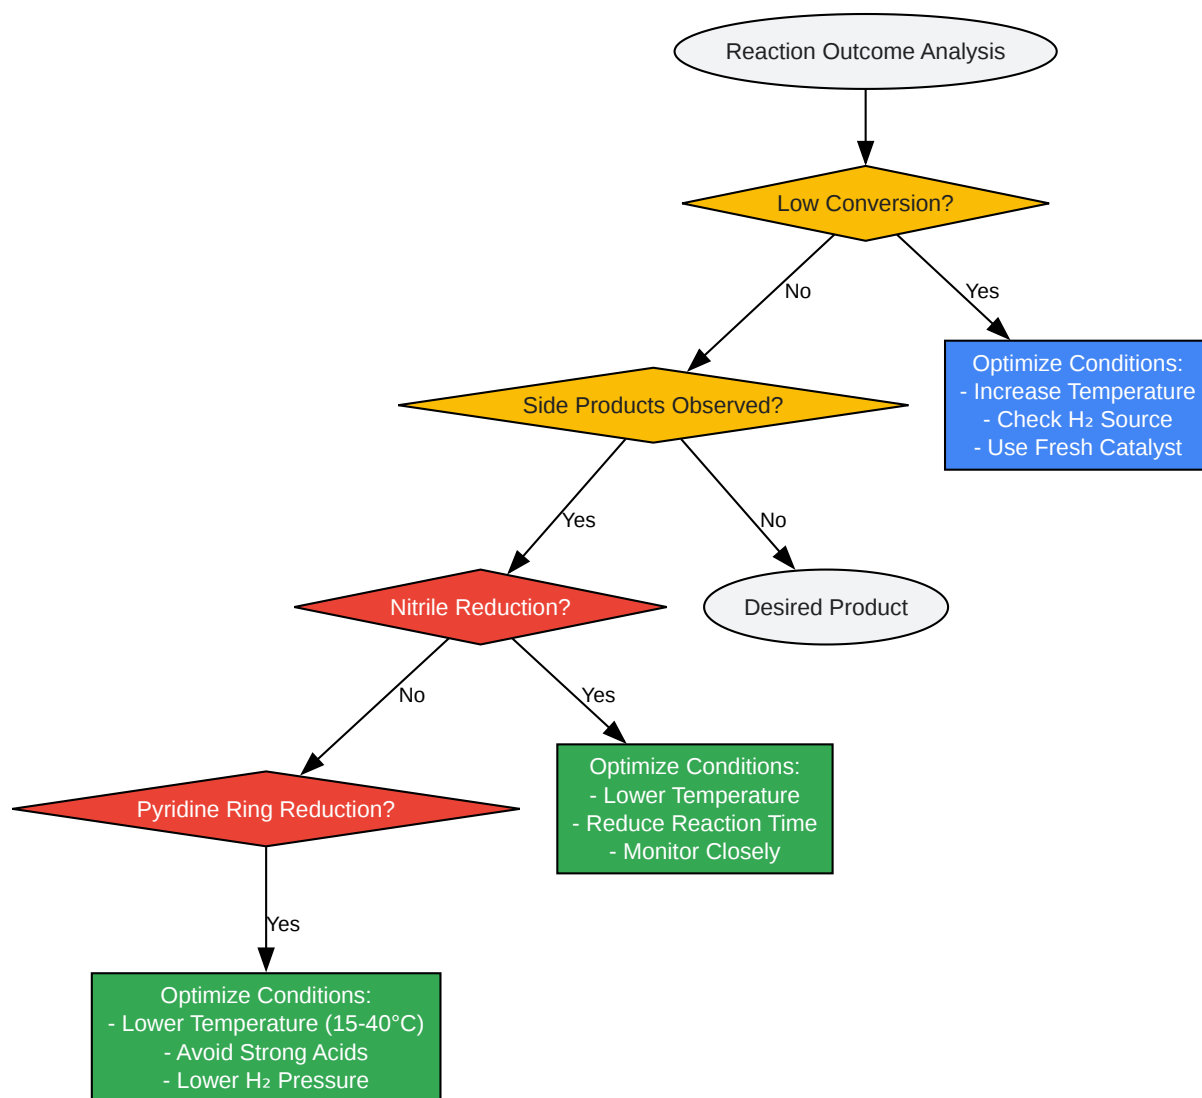 Reaction Outcome Analysis
Low Conversion?
No
Yes
Optimize Conditions:
- Increase Temperature
- Check H₂ Source
- Use Fresh Catalyst
Side Products Observed?
Yes
No
Nitrile Reduction?
Desired Product
No
Yes
Optimize Conditions:
- Lower Temperature
- Reduce Reaction Time
- Monitor Closely
Pyridine Ring Reduction?
Yes
Optimize Conditions:
- Lower Temperature (15-40°C)
- Avoid Strong Acids
- Lower H₂ Pressure